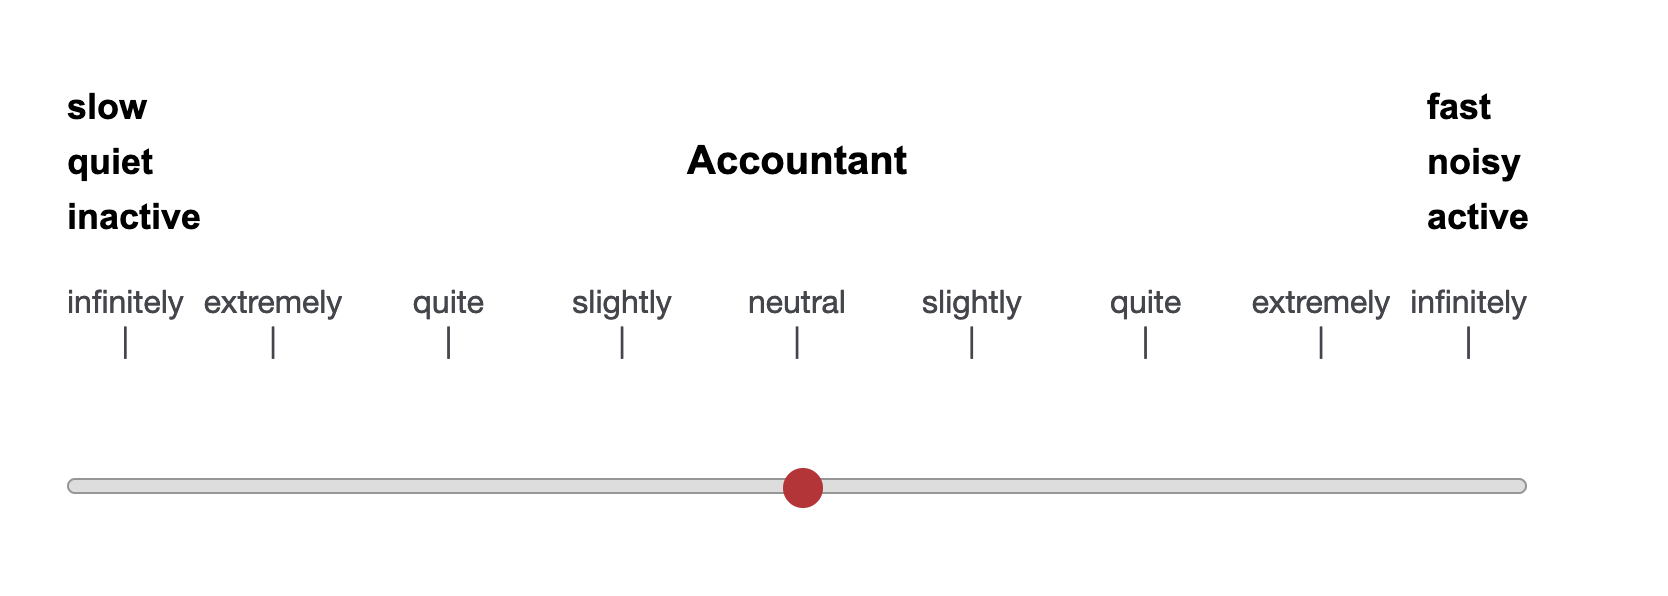 slow
fast
quiet
Accountant
noisy
inactive
active
infinitely extremely quite slightly neutral slightly quite extremely infinitely